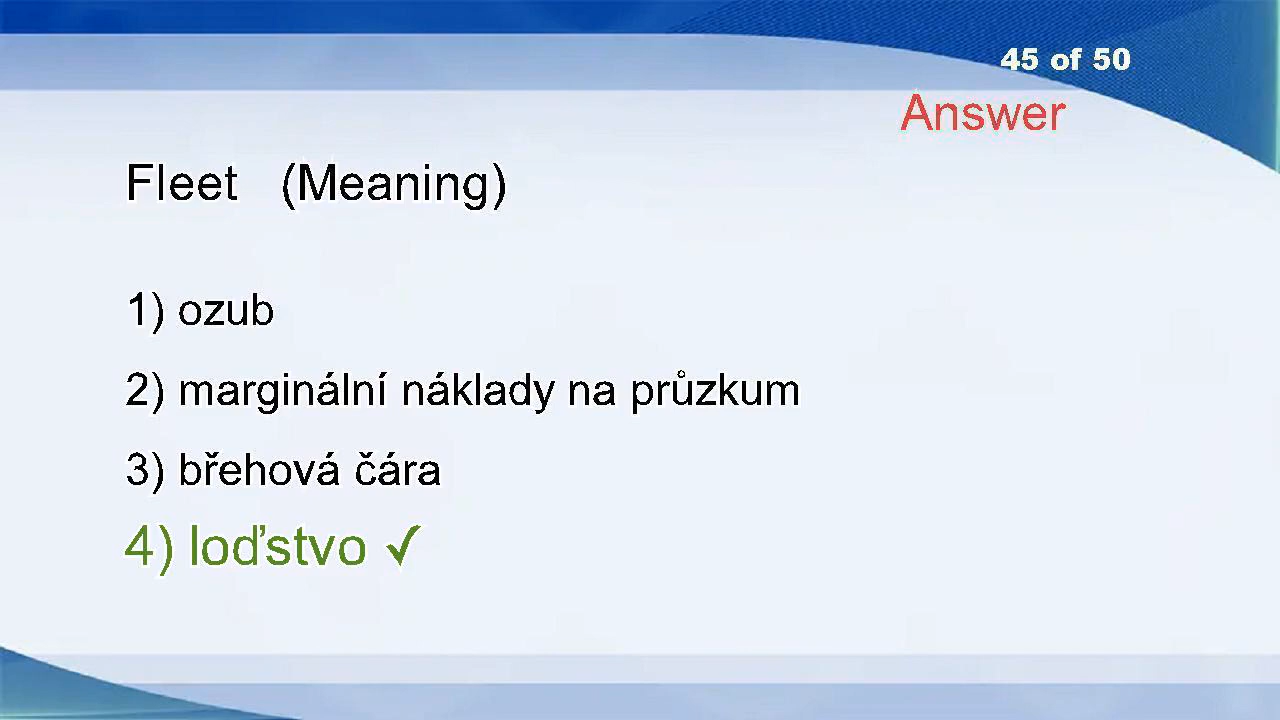 45 of 50
Answer
Fleet (Meaning)
1) ozub
2) marginální náklady na průzkum
3) břehová čára
4) loďstvo ✓